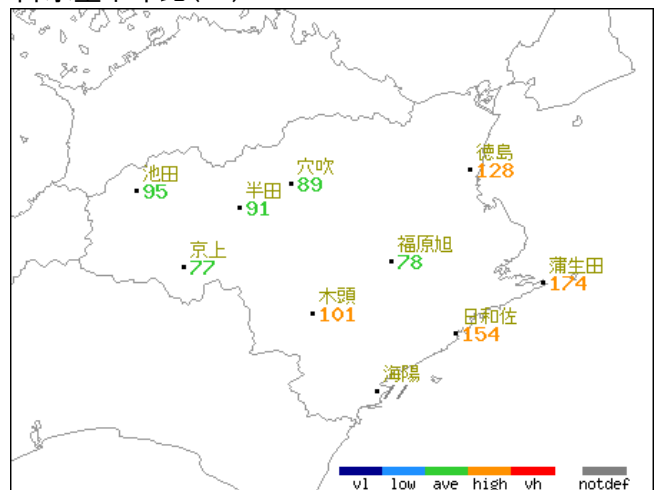 徳島
128
穴吹
89
池田
95
半田
91
京上
77
福原旭
78
蒲生田
174
木頭
101
日和佐
154
海陽
vl low ave high vh notdef